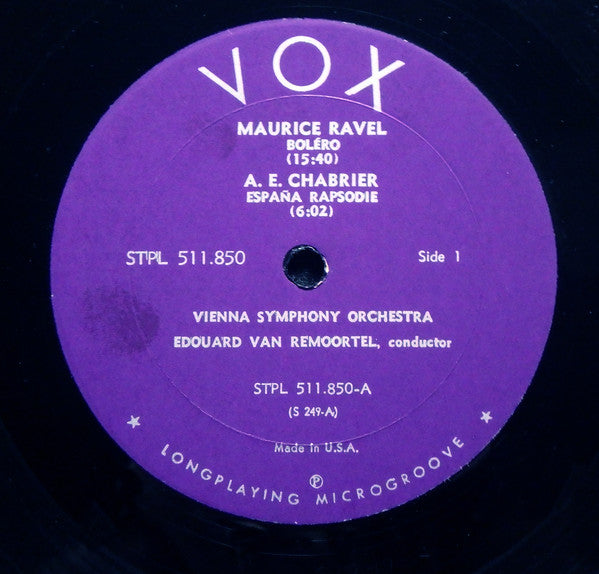 VOX
MAURICE RAVEL
BOLÉRO
(15:40)
A. E. CHABRIER
ESPAÑA RAPSODIE
(6:02)
STPL 511.850 Side 1
VIENNA SYMPHONY ORCHESTRA
EDOUARD VAN REMOORTEL, conductor
STPL 511.850-A
(S 249-A)
Made in U.S.A.
℗
★ LONGPLAYING MICROGROOVE ★